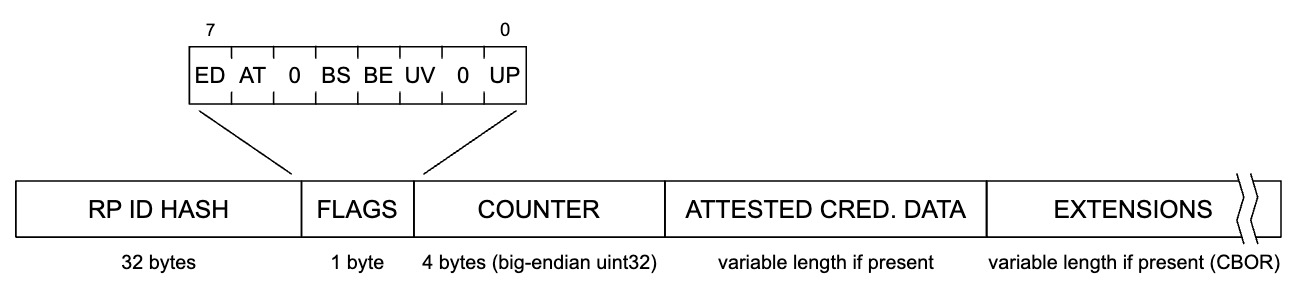 7 0
ED AT 0 BS BE UV 0 UP
RP ID HASH FLAGS COUNTER ATTESTED CRED. DATA EXTENSIONS
32 bytes 1 byte 4 bytes (big-endian uint32) variable length if present variable length if present (CBOR)